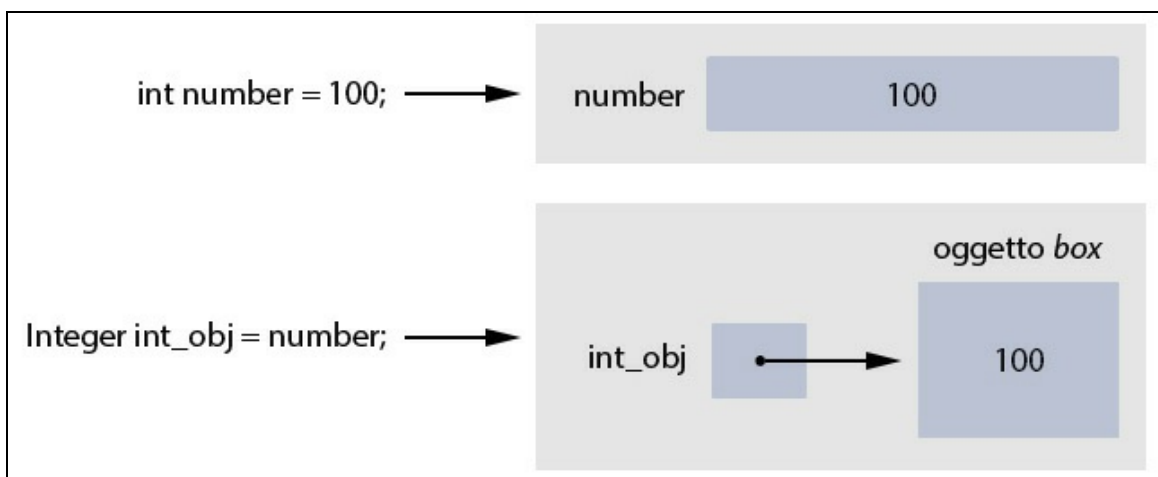 int number = 100;
number
100
oggetto box
Integer int_obj = number;
int_obj
100